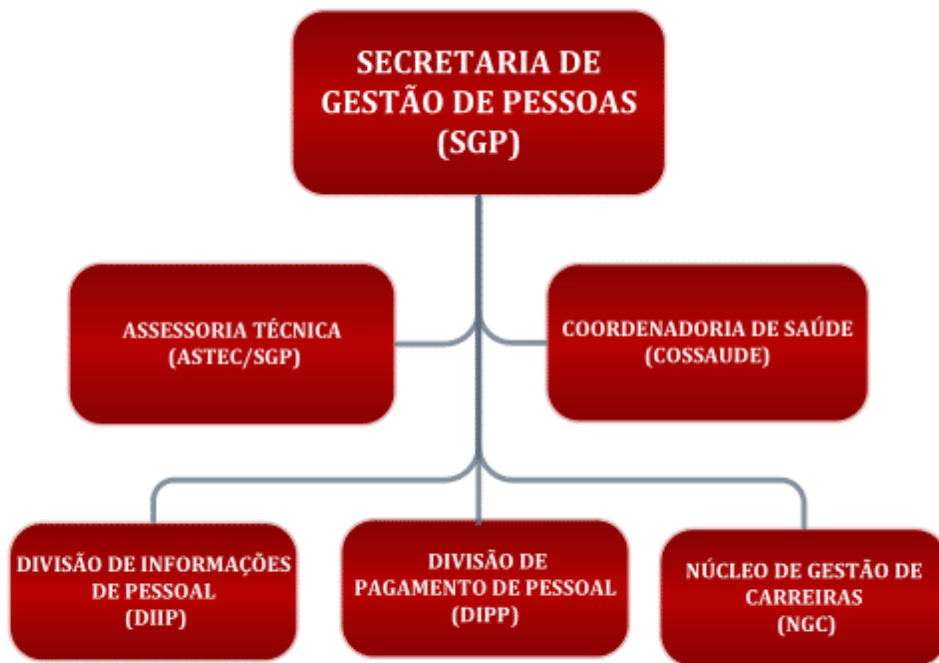 SECRETARIA DE
GESTÃO DE PESSOAS
(SGP)
ASSESSORIA TÉCNICA
(ASTEC/SGP)
COORDENADORIA DE SAÚDE
(COSSAUDE)
DIVISÃO DE INFORMAÇÕES
DE PESSOAL
(DIIP)
DIVISÃO DE
PAGAMENTO DE PESSOAL
(DIPP)
NÚCLEO DE GESTÃO DE
CARREIRAS
(NGC)